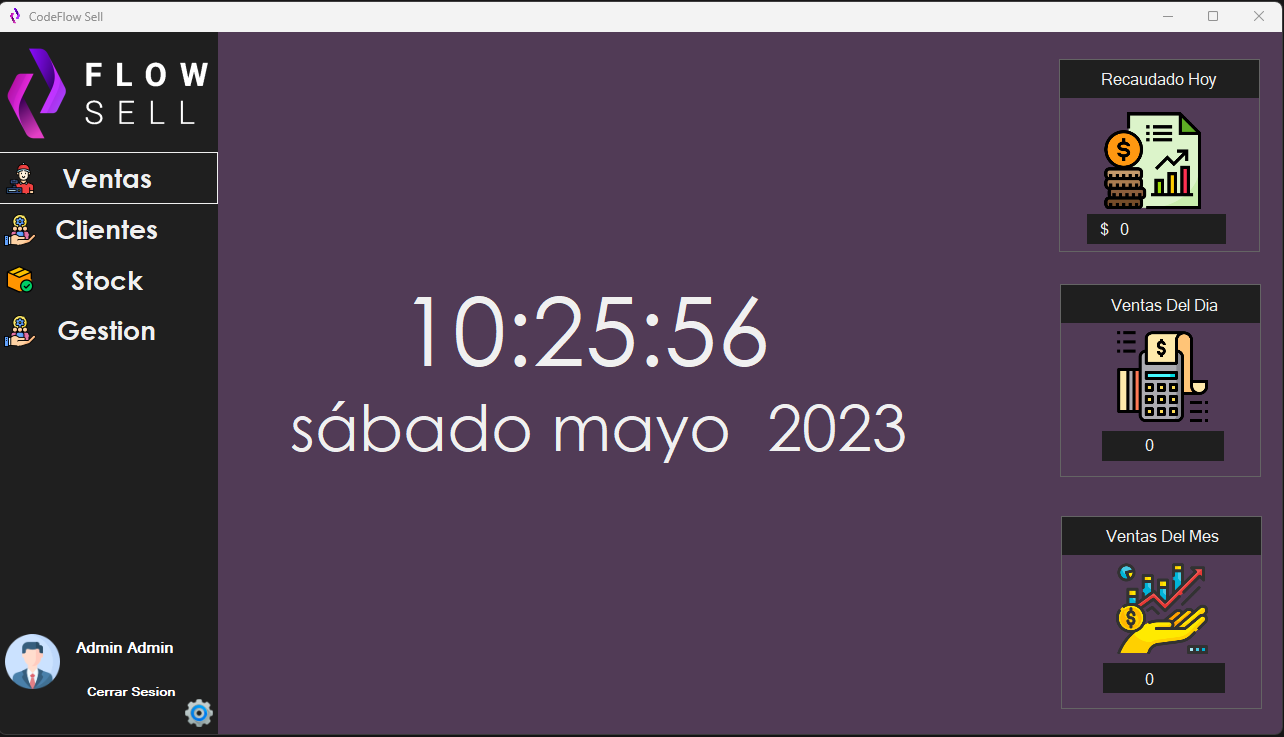 CodeFlow Sell
FLOW
SELL
Ventas
Clientes
Stock
Gestion
Admin Admin
Cerrar Sesion
10:25:56
sábado mayo  2023
Recaudado Hoy
$ 0
Ventas Del Dia
0
Ventas Del Mes
0